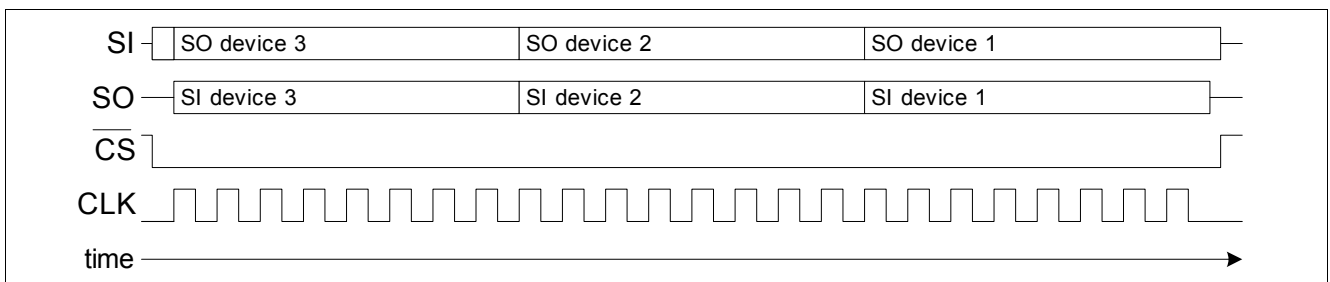 SI SO device 3 SO device 2 SO device 1
SO SI device 3 SI device 2 SI device 1
CS
CLK
time